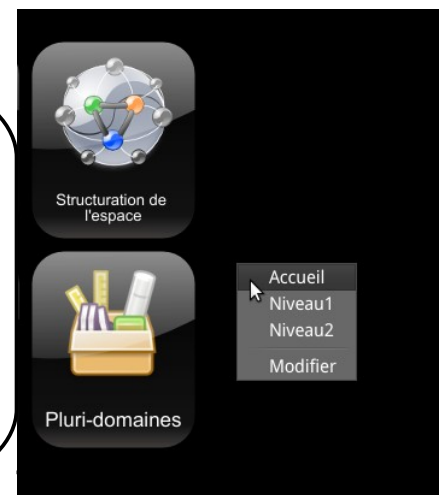 Structuration de
l'espace
Pluri-domaines
Accueil
Niveau1
Niveau2
Modifier